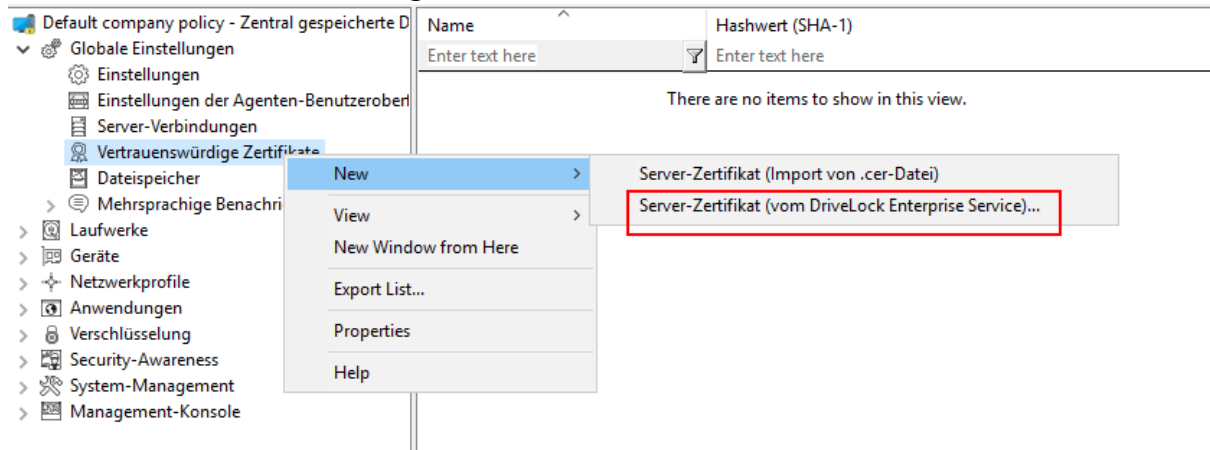 Default company policy - Zentral gespeicherte D
Globale Einstellungen
Einstellungen
Einstellungen der Agenten-Benutzerober
Server-Verbindungen
Vertrauenswürdige Zertifikate
Dateispeicher
Mehrsprachige Benachri
Laufwerke
Geräte
Netzwerkprofile
Anwendungen
Verschlüsselung
Security-Awareness
System-Management
Management-Konsole
Name Hashwert (SHA-1)
Enter text here Enter text here
There are no items to show in this view.
New
View
New Window from Here
Export List...
Properties
Help
Server-Zertifikat (Import von .cer-Datei)
Server-Zertifikat (vom DriveLock Enterprise Service)...